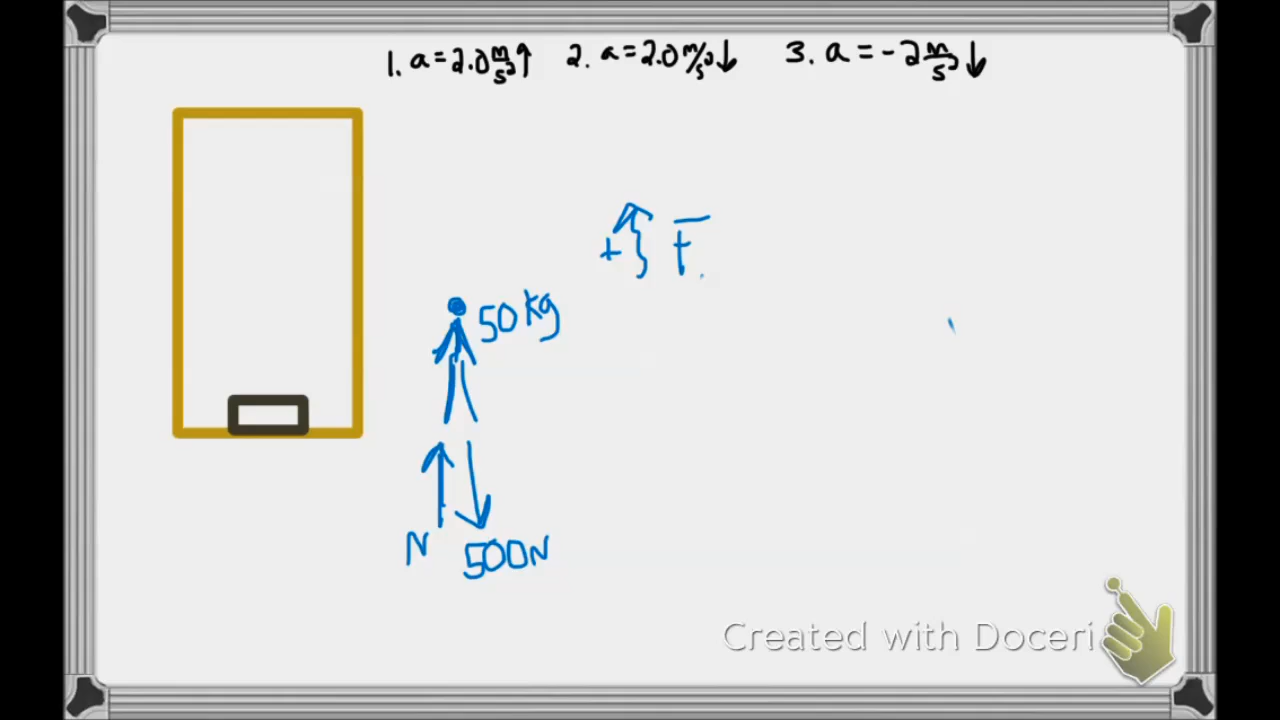 1. a = 2.0 m/s² ↑ 2. a = 2.0 m/s² ↓ 3. a = -2 m/s² ↓
+ F
50 kg
N 500N
Created with Doceri